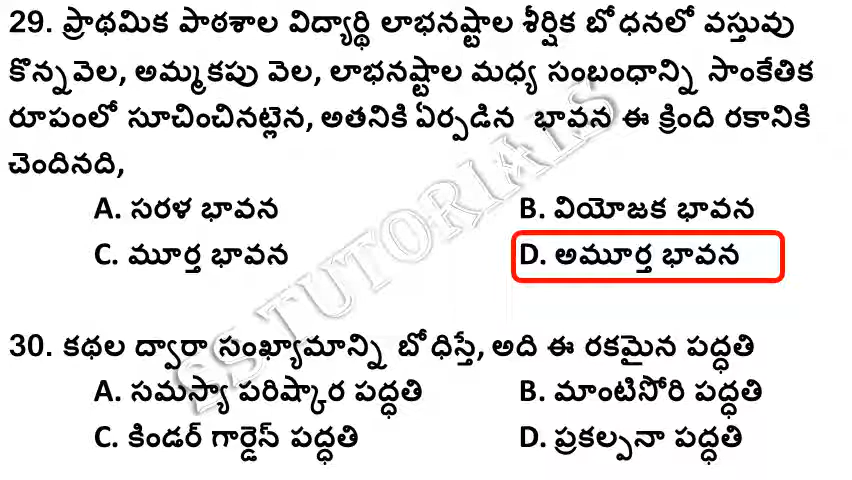 29. ప్రాథమిక పాఠశాల విద్యార్థి లాభనష్టాల శీర్షిక బోధనలో వస్తువు
కొన్నవెల, అమ్మకపు వెల, లాభనష్టాల మధ్య సంబంధాన్ని సాంకేతిక
రూపంలో సూచించినట్లైన, అతనికి ఏర్పడిన భావన ఈ క్రింది రకానికి
చెందినది,
A. సరళ భావన B. వియోజక భావన
C. మూర్త భావన D. అమూర్త భావన
30. కథల ద్వారా సంఖ్యామాన్ని బోధిస్తే, అది ఈ రకమైన పద్ధతి
A. సమస్యా పరిష్కార పద్ధతి B. మాంటిసోరి పద్ధతి
C. కిండర్ గార్డెన్ పద్ధతి D. ప్రకల్పనా పద్ధతి
SS TUTORIALS